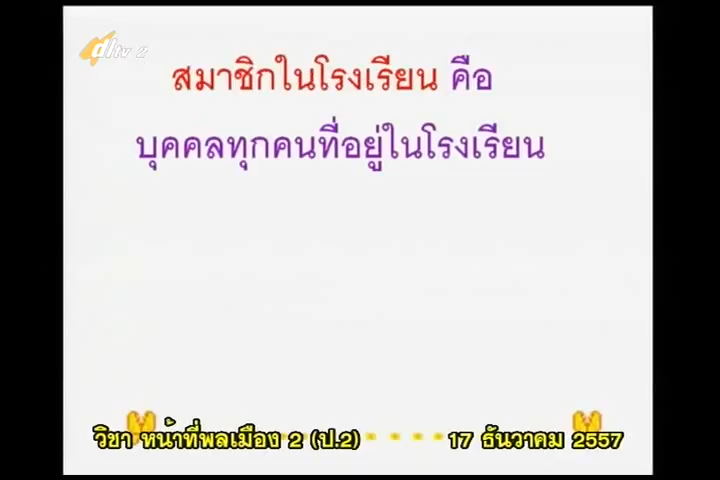 dltv 2
สมาชิกในโรงเรียน คือ
บุคคลทุกคนที่อยู่ในโรงเรียน
วิชา หน้าที่พลเมือง 2 (ป.2) 17 ธันวาคม 2557